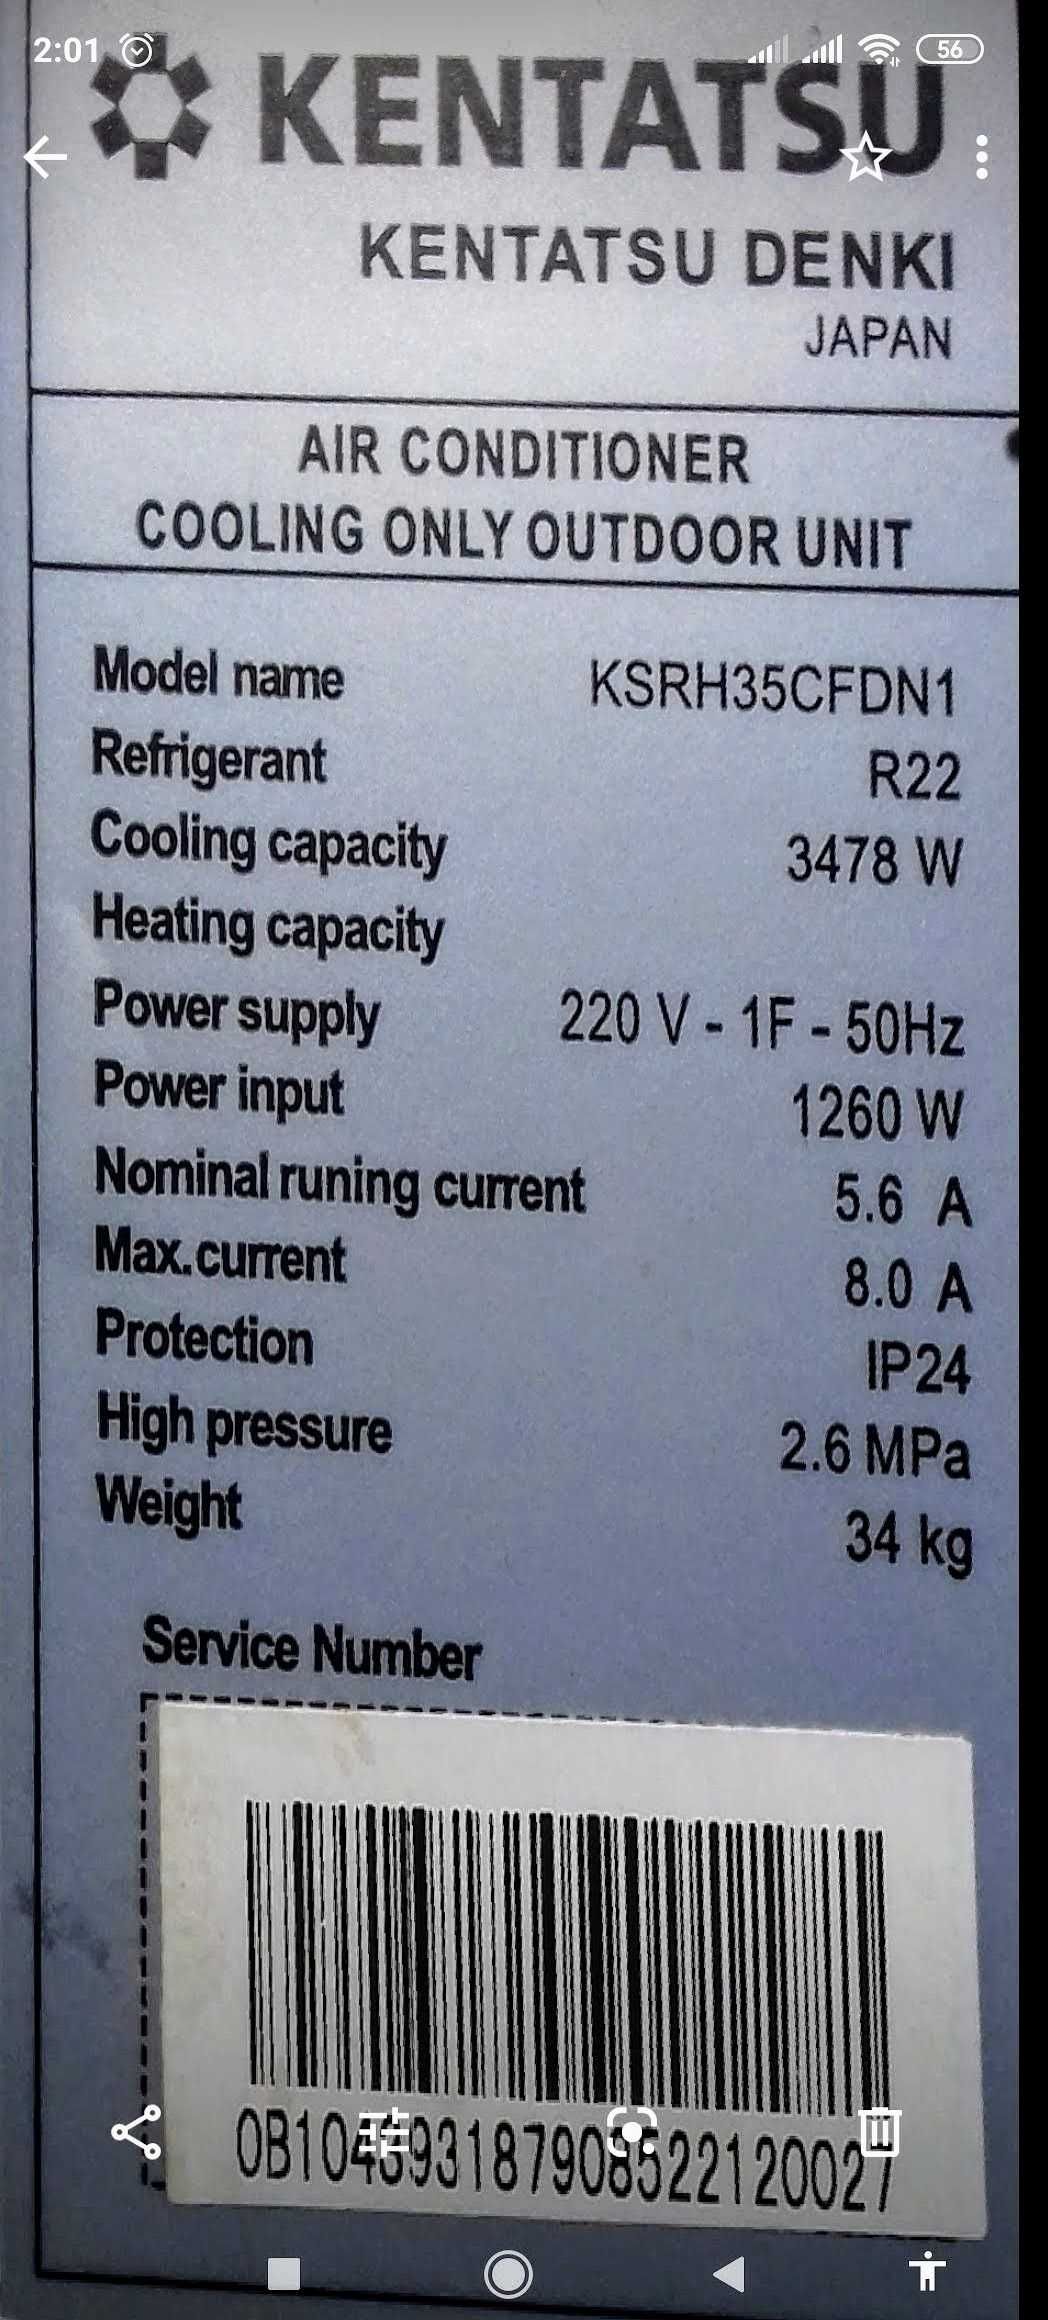 2:01
56
KENTATSU
KENTATSU DENKI
JAPAN
AIR CONDITIONER
COOLING ONLY OUTDOOR UNIT
Model name KSRH35CFDN1
Refrigerant R22
Cooling capacity 3478 W
Heating capacity
Power supply 220 V - 1F - 50Hz
Power input 1260 W
Nominal runing current 5.6 A
Max.current 8.0 A
Protection IP24
High pressure 2.6 MPa
Weight 34 kg
Service Number